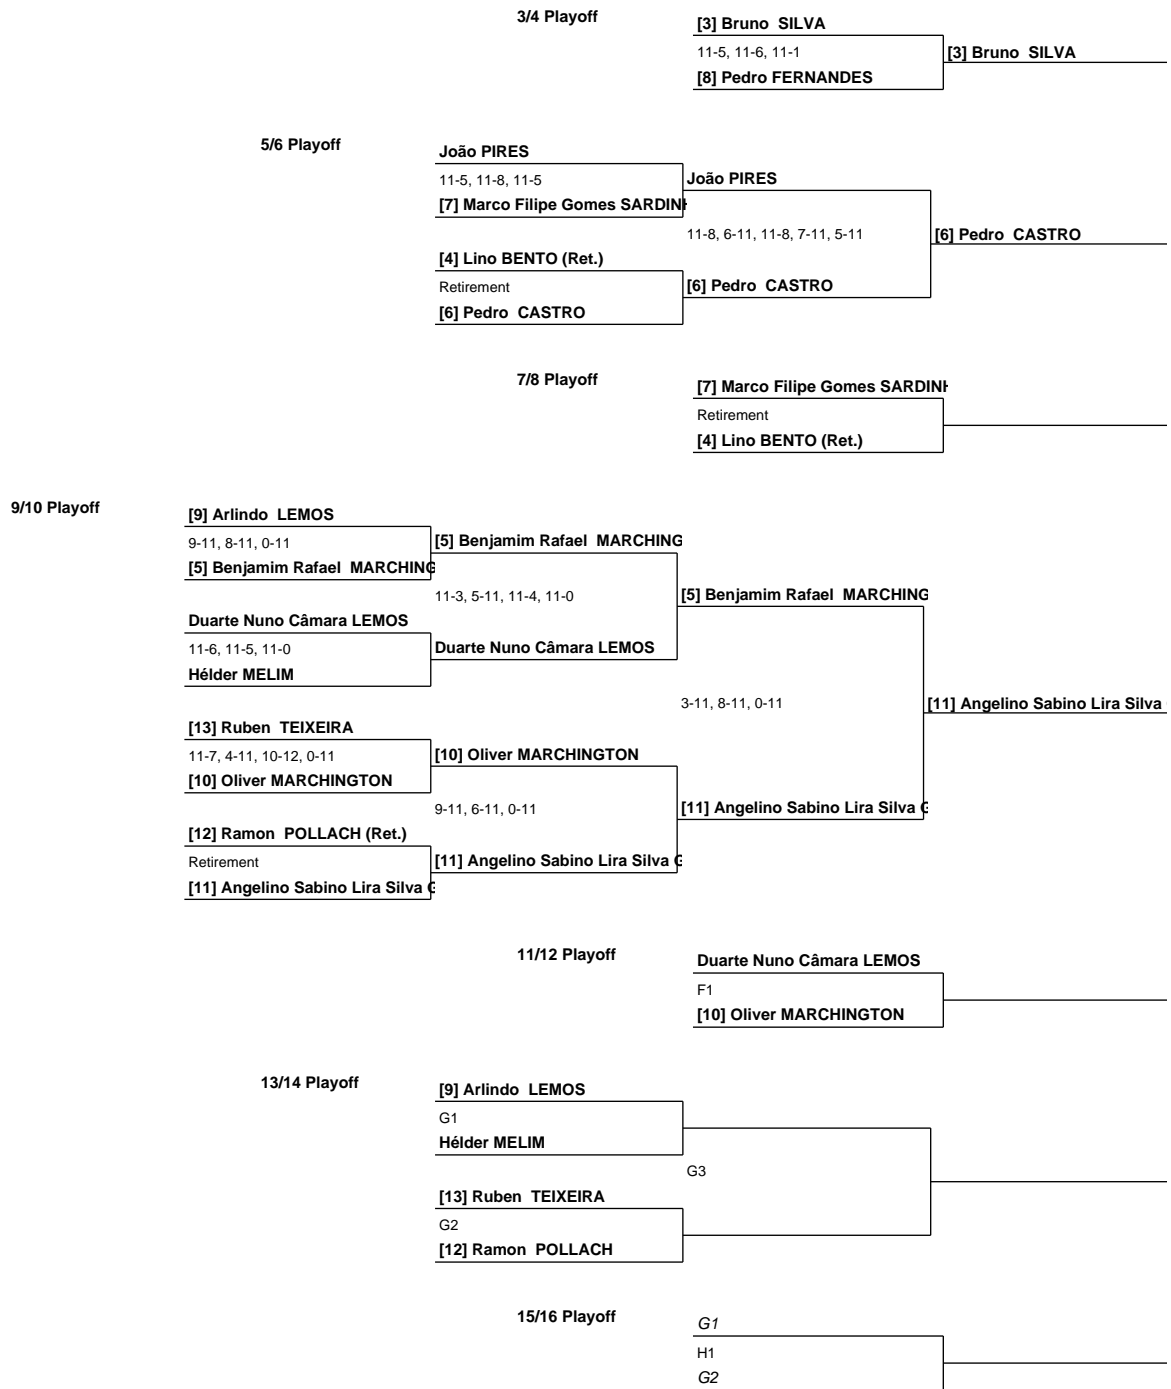 3/4 Playoff
[3] Bruno SILVA
11-5, 11-6, 11-1
[3] Bruno SILVA
[8] Pedro FERNANDES
5/6 Playoff
João PIRES
11-5, 11-8, 11-5
João PIRES
[7] Marco Filipe Gomes SARDINH
11-8, 6-11, 11-8, 7-11, 5-11
[6] Pedro CASTRO
[4] Lino BENTO (Ret.)
Retirement
[6] Pedro CASTRO
[6] Pedro CASTRO
7/8 Playoff
[7] Marco Filipe Gomes SARDINH
Retirement
[4] Lino BENTO (Ret.)
9/10 Playoff
[9] Arlindo LEMOS
9-11, 8-11, 0-11
[5] Benjamim Rafael MARCHING
[5] Benjamim Rafael MARCHING
11-3, 5-11, 11-4, 11-0
[5] Benjamim Rafael MARCHING
Duarte Nuno Câmara LEMOS
11-6, 11-5, 11-0
Duarte Nuno Câmara LEMOS
Hélder MELIM
3-11, 8-11, 0-11
[11] Angelino Sabino Lira Silva
[13] Ruben TEIXEIRA
11-7, 4-11, 10-12, 0-11
[10] Oliver MARCHINGTON
[10] Oliver MARCHINGTON
9-11, 6-11, 0-11
[11] Angelino Sabino Lira Silva G
[12] Ramon POLLACH (Ret.)
Retirement
[11] Angelino Sabino Lira Silva G
[11] Angelino Sabino Lira Silva G
11/12 Playoff
Duarte Nuno Câmara LEMOS
F1
[10] Oliver MARCHINGTON
13/14 Playoff
[9] Arlindo LEMOS
G1
Hélder MELIM
G3
[13] Ruben TEIXEIRA
G2
[12] Ramon POLLACH
15/16 Playoff
G1
H1
G2